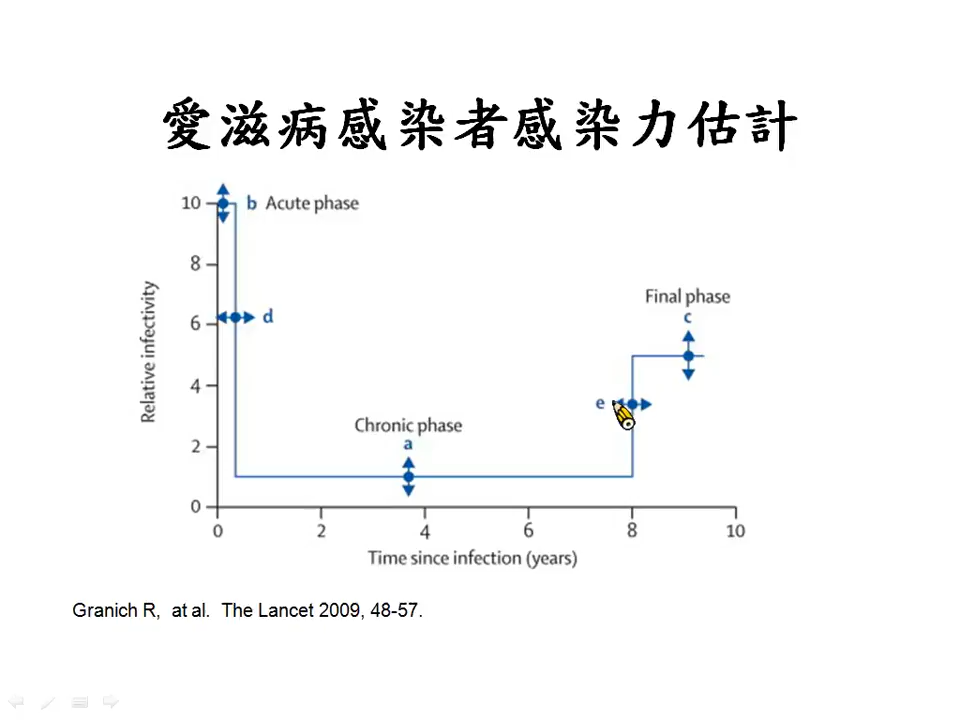 愛滋病感染者感染力估計
10
b Acute phase
8
Final phase
c
6
d
Relative infectivity
4
e
Chronic phase
a
2
0
0 2 4 6 8 10
Time since infection (years)
Granich R, at al. The Lancet 2009, 48-57.